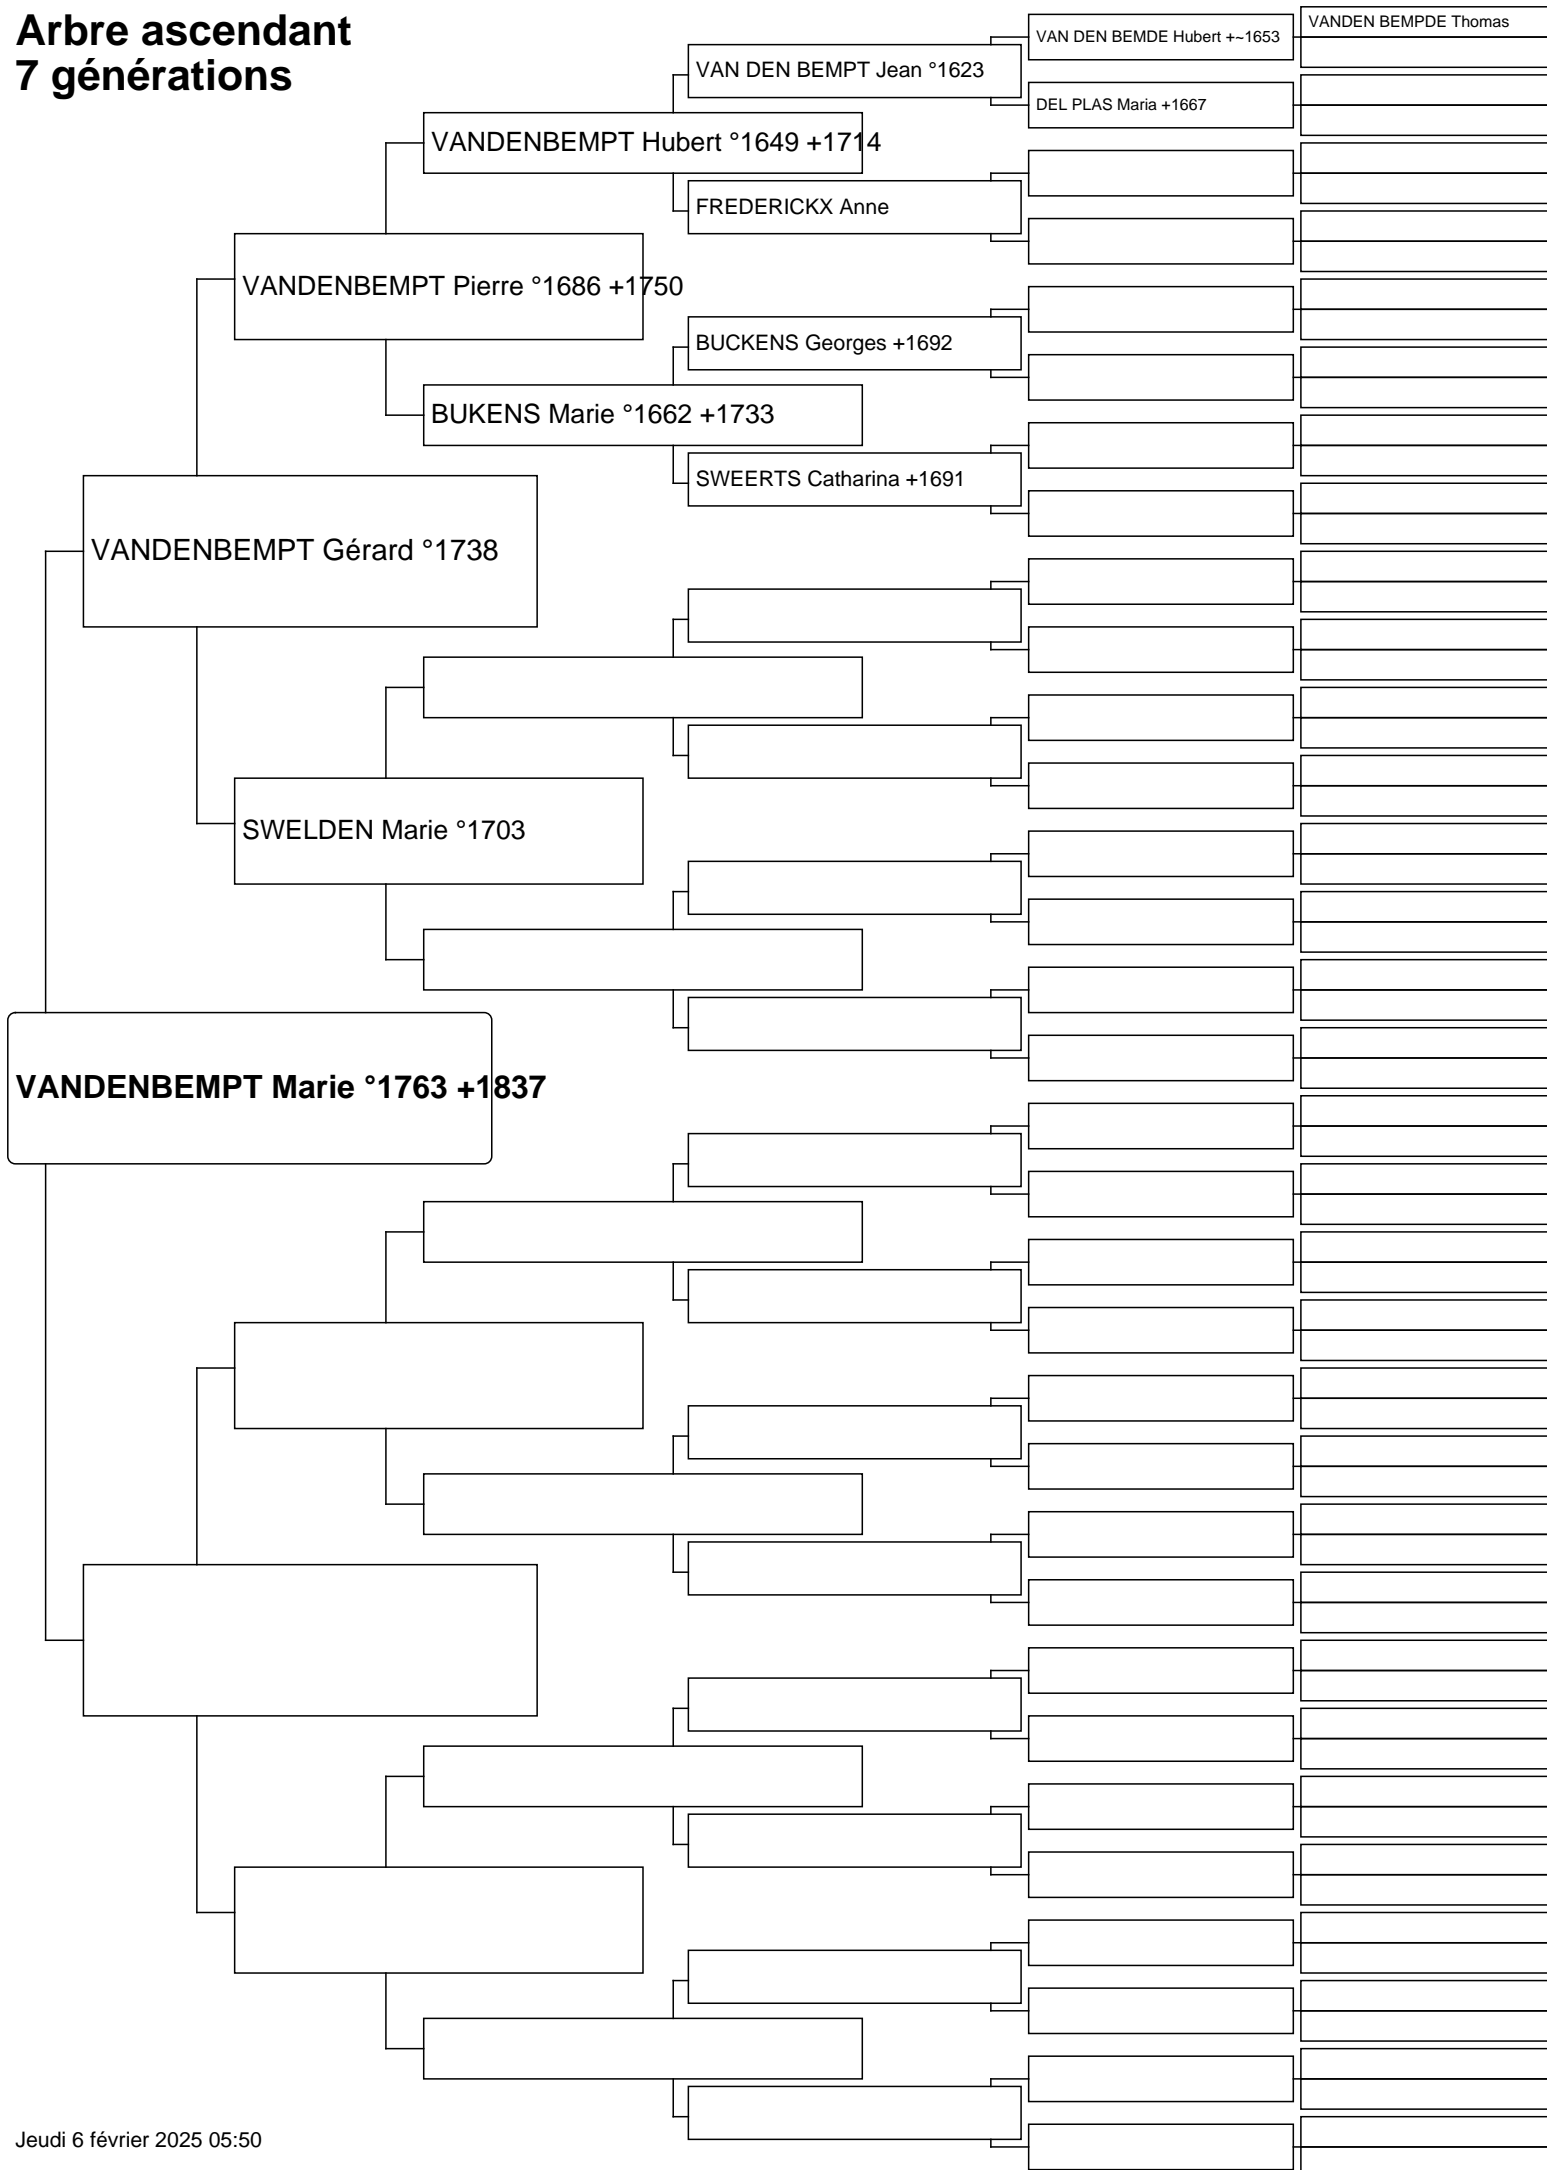 Arbre ascendant
7 générations
VANDEN BEMPDE Thomas
VAN DEN BEMDE Hubert +~1653
VAN DEN BEMPT Jean °1623
DEL PLAS Maria +1667
VANDENBEMPT Hubert °1649 +1714
FREDERICKX Anne
VANDENBEMPT Pierre °1686 +1750
BUCKENS Georges +1692
BUKENS Marie °1662 +1733
SWEERTS Catharina +1691
VANDENBEMPT Gérard °1738
SWELDEN Marie °1703
VANDENBEMPT Marie °1763 +1837
Jeudi 6 février 2025 05:50